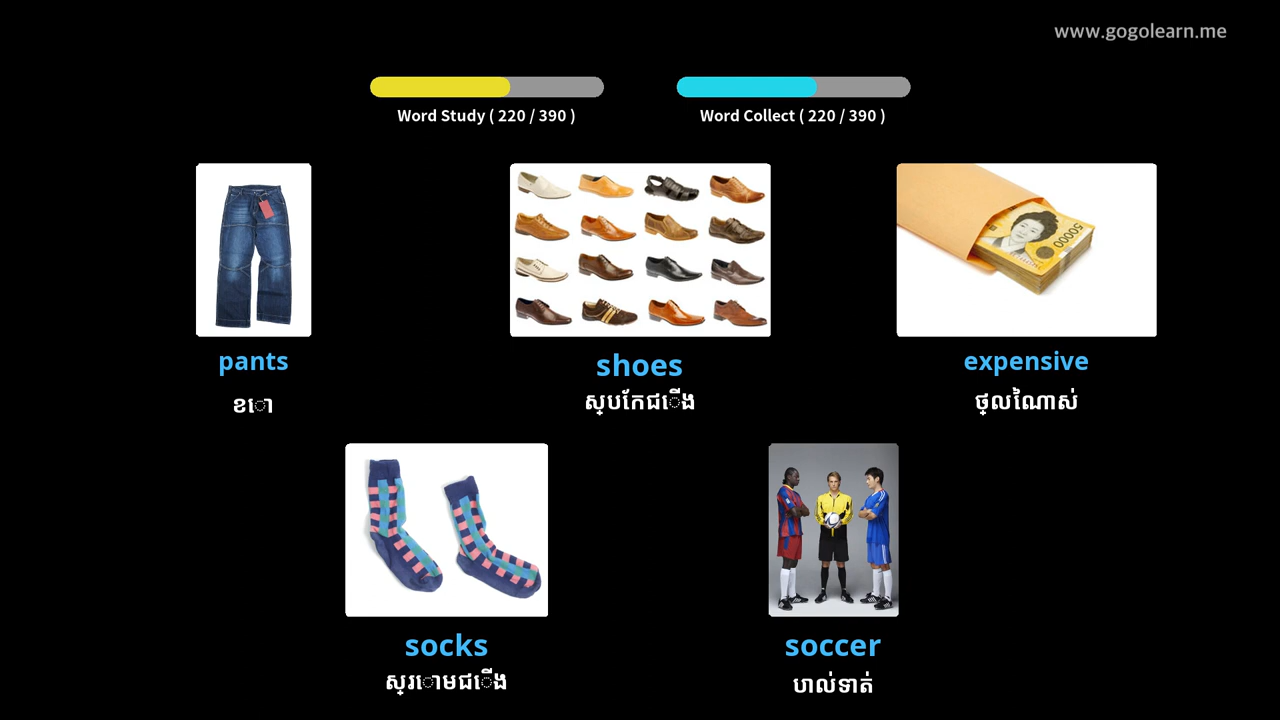 www.gogolearn.me
Word Study ( 220 / 390 )
Word Collect ( 220 / 390 )
50000
pants
ខោ
shoes
ស្បែកជើង
expensive
ថ្លៃណាស់
socks
ស្រោមជើង
soccer
បាល់ទាត់